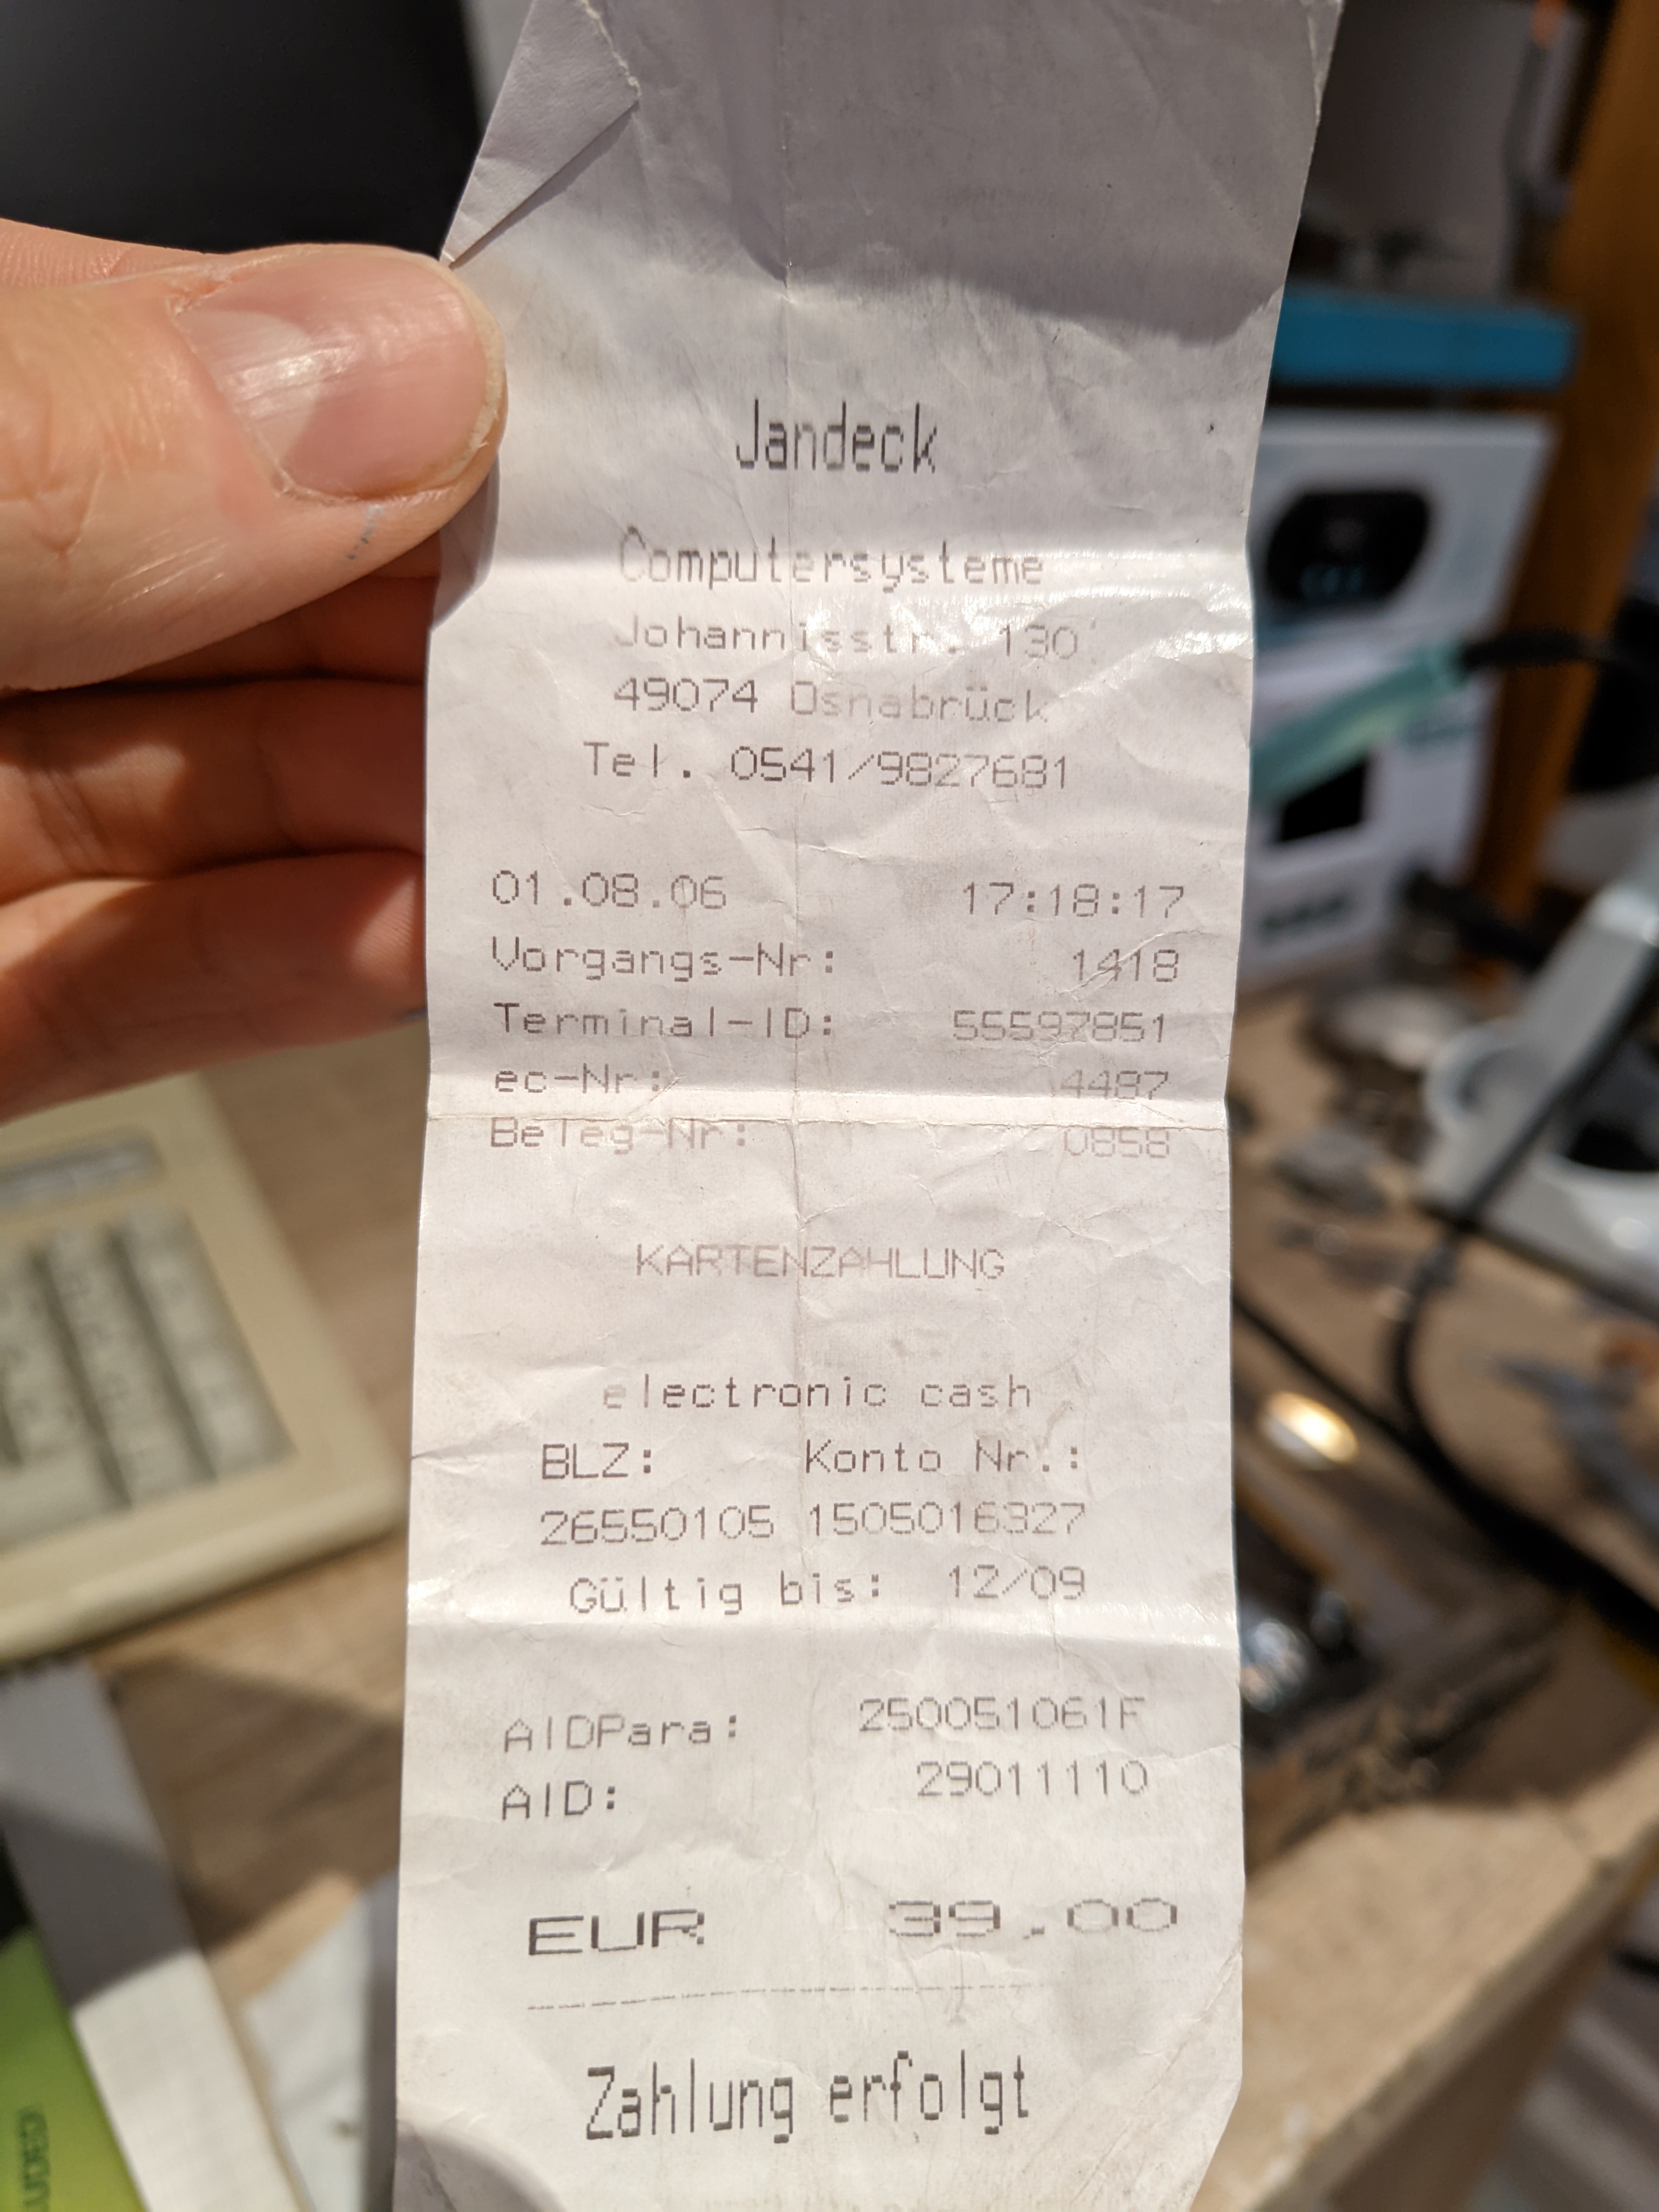 Jandeck
Computersysteme
Johannisstr. 130
49074 Osnabrück
Tel. 0541/9827681
01.08.06 17:18:17
Vorgangs-Nr: 1418
Terminal-ID: 55597851
ec-Nr: 4487
Beleg-Nr: 0858
KARTENZAHLUNG
electronic cash
BLZ: Konto Nr.:
26550105 1505016327
Gültig bis: 12/09
AIDPara: 250051061F
AID: 29011110
EUR 39,00
Zahlung erfolgt